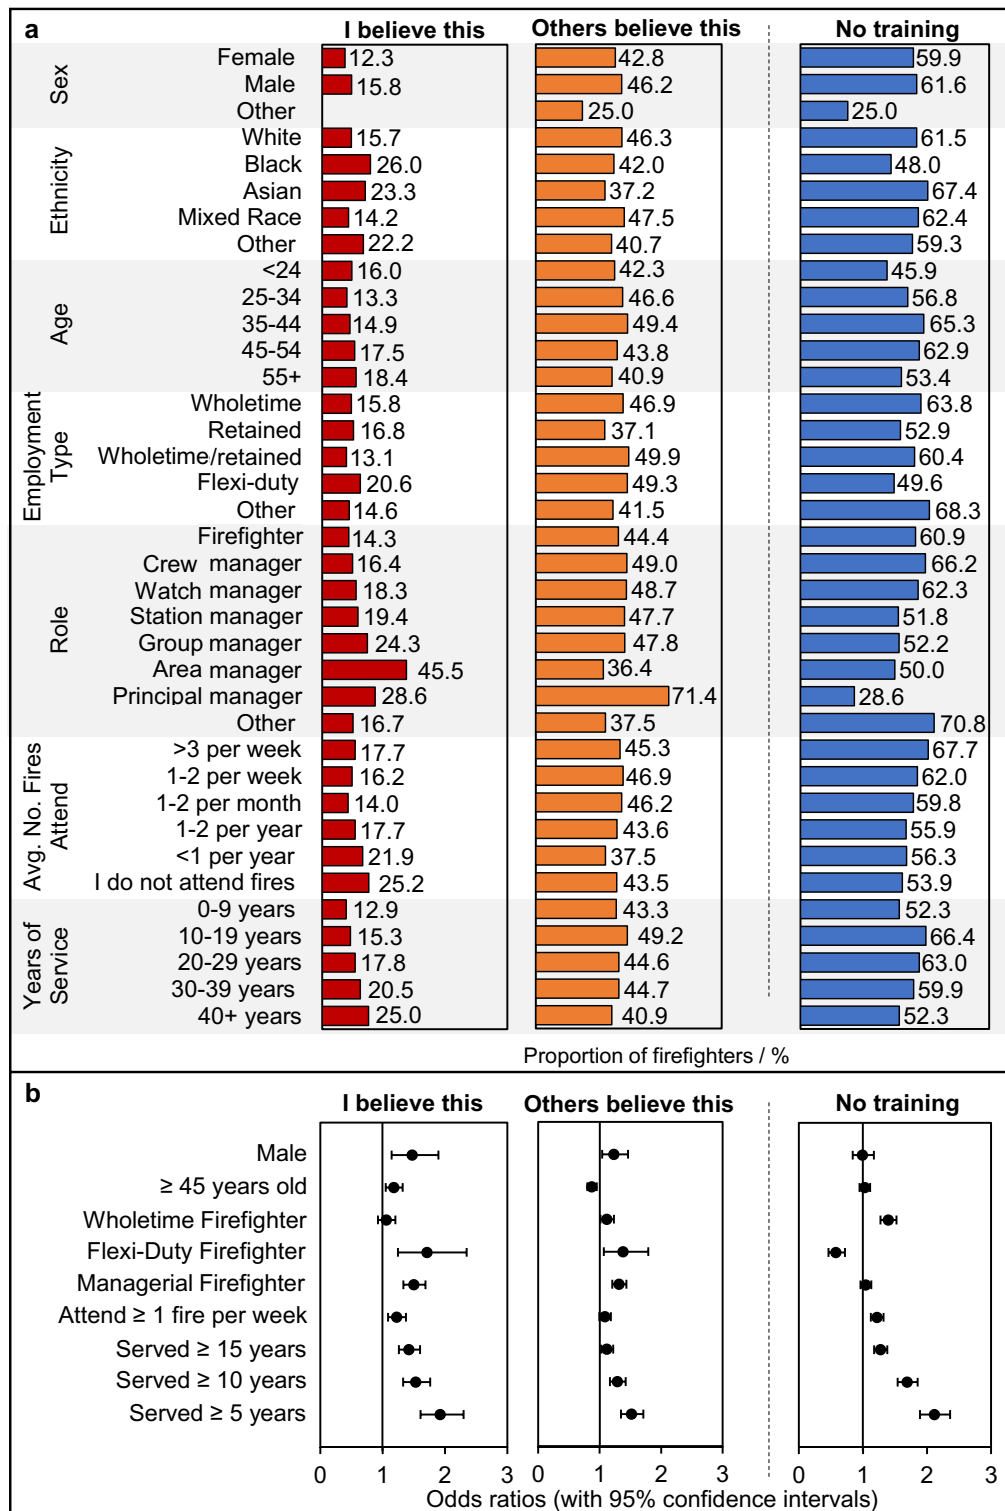 a
I believe this Others believe this No training
Sex
Female 12.3 42.8 59.9
Male 15.8 46.2 61.6
Other 25.0 25.0
Ethnicity
White 15.7 46.3 61.5
Black 26.0 42.0 48.0
Asian 23.3 37.2 67.4
Mixed Race 14.2 47.5 62.4
Other 22.2 40.7 59.3
Age
<24 16.0 42.3 45.9
25-34 13.3 46.6 56.8
35-44 14.9 49.4 65.3
45-54 17.5 43.8 62.9
55+ 18.4 40.9 53.4
Employment
Type
Wholetime 15.8 46.9 63.8
Retained 16.8 37.1 52.9
Wholetime/retained 13.1 49.9 60.4
Flexi-duty 20.6 49.3 49.6
Other 14.6 41.5 68.3
Role
Firefighter 14.3 44.4 60.9
Crew manager 16.4 49.0 66.2
Watch manager 18.3 48.7 62.3
Station manager 19.4 47.7 51.8
Group manager 24.3 47.8 52.2
Area manager 45.5 36.4 50.0
Principal manager 28.6 71.4 28.6
Other 16.7 37.5 70.8
Avg. No. Fires
Attend
>3 per week 17.7 45.3 67.7
1-2 per week 16.2 46.9 62.0
1-2 per month 14.0 46.2 59.8
1-2 per year 17.7 43.6 55.9
<1 per year 21.9 37.5 56.3
I do not attend fires 25.2 43.5 53.9
Years of
Service
0-9 years 12.9 43.3 52.3
10-19 years 15.3 49.2 66.4
20-29 years 17.8 44.6 63.0
30-39 years 20.5 44.7 59.9
40+ years 25.0 40.9 52.3
Proportion of firefighters / %
b
I believe this Others believe this No training
Male
≥ 45 years old
Wholetime Firefighter
Flexi-Duty Firefighter
Managerial Firefighter
Attend ≥ 1 fire per week
Served ≥ 15 years
Served ≥ 10 years
Served ≥ 5 years
0 1 2 3 0 1 2 3 0 1 2 3
Odds ratios (with 95% confidence intervals)